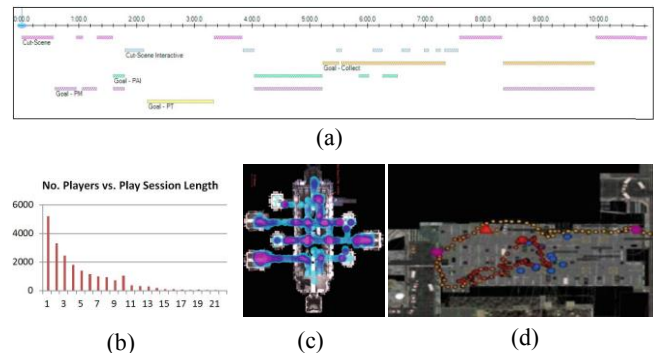 0:00.0 1:00.0 2:00.0 3:00.0 4:00.0 5:00.0 6:00.0 7:00.0 8:00.0 9:00.0 10:00.0
Cut-Scene
Cut-Scene Interactive
Goal - Collect
Goal - PAI
Goal - PM
Goal - PT
(a)
No. Players vs. Play Session Length
6000
4000
2000
0
1 3 5 7 9 11 13 15 17 19 21
(b) (c) (d)